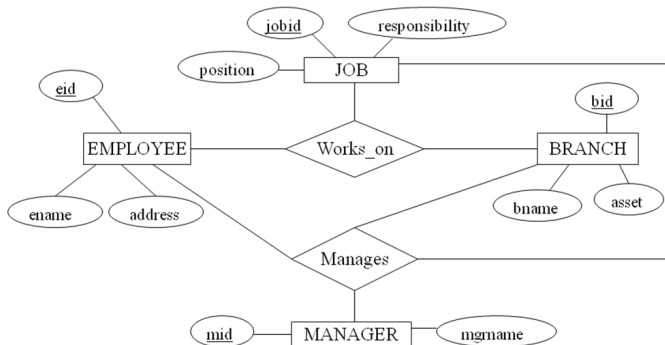 jobid
responsibility
position
JOB
eid
bid
EMPLOYEE
Works_on
BRANCH
ename
address
bname
asset
Manages
mid
MANAGER
mgrname